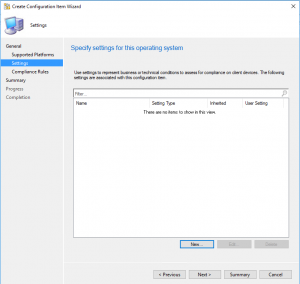 Create Configuration Item Wizard
Settings
General
Supported Platforms
Settings
Compliance Rules
Summary
Progress
Completion
Specify settings for this operating system
Use settings to represent business or technical conditions to assess for compliance on client devices. The following
settings are associated with this configuration item.
Filter...
Name Setting Type Inherited User Setting
There are no items to show in this view.
New... Edit... Delete
< Previous Next > Summary Cancel